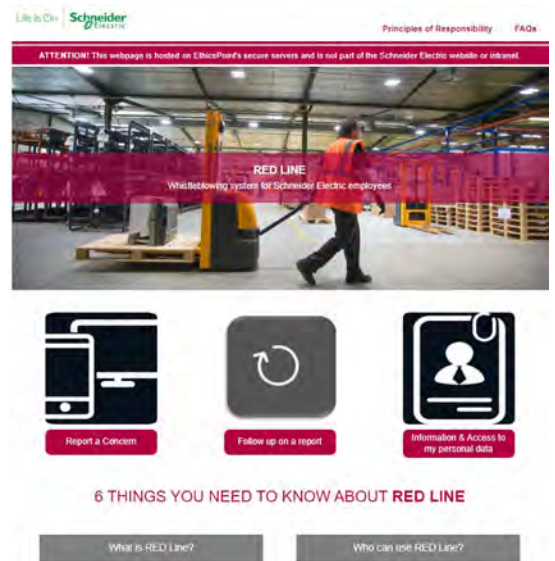 Life Is On
Schneider
Electric
Principles of Responsibility FAQs
ATTENTION! This webpage is hosted on EthicsPoint's secure servers and is not part of the Schneider Electric website or intranet.
RED LINE
Whistleblowing system for Schneider Electric employees
Report a Concern
Follow up on a report
Information & Access to
my personal data
6 THINGS YOU NEED TO KNOW ABOUT RED LINE
What is RED Line?
Who can use RED Line?